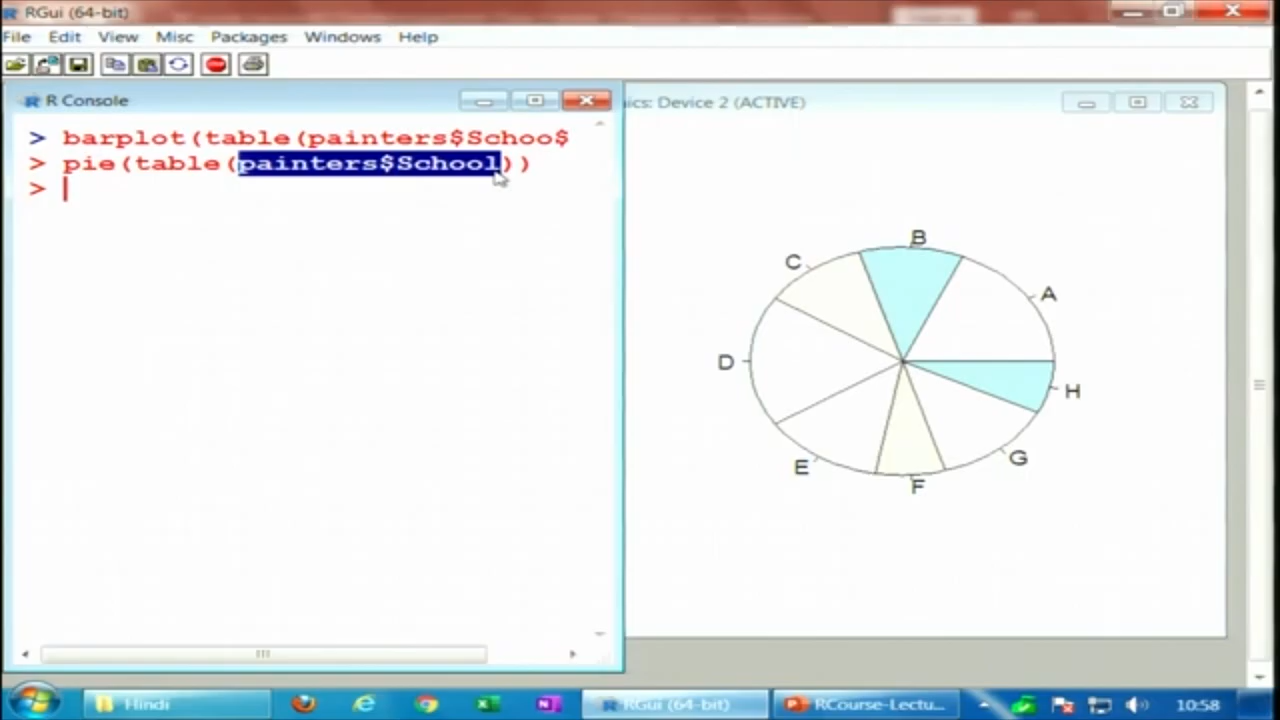 RGui (64-bit)
File Edit View Misc Packages Windows Help
R Console
ics: Device 2 (ACTIVE)
> barplot(table(painters$Schoo$
> pie(table(painters$School))
>
B
C
A
D
H
E
G
F
Hindi
RGui (64-bit)
RCourse-Lectu...
10:58